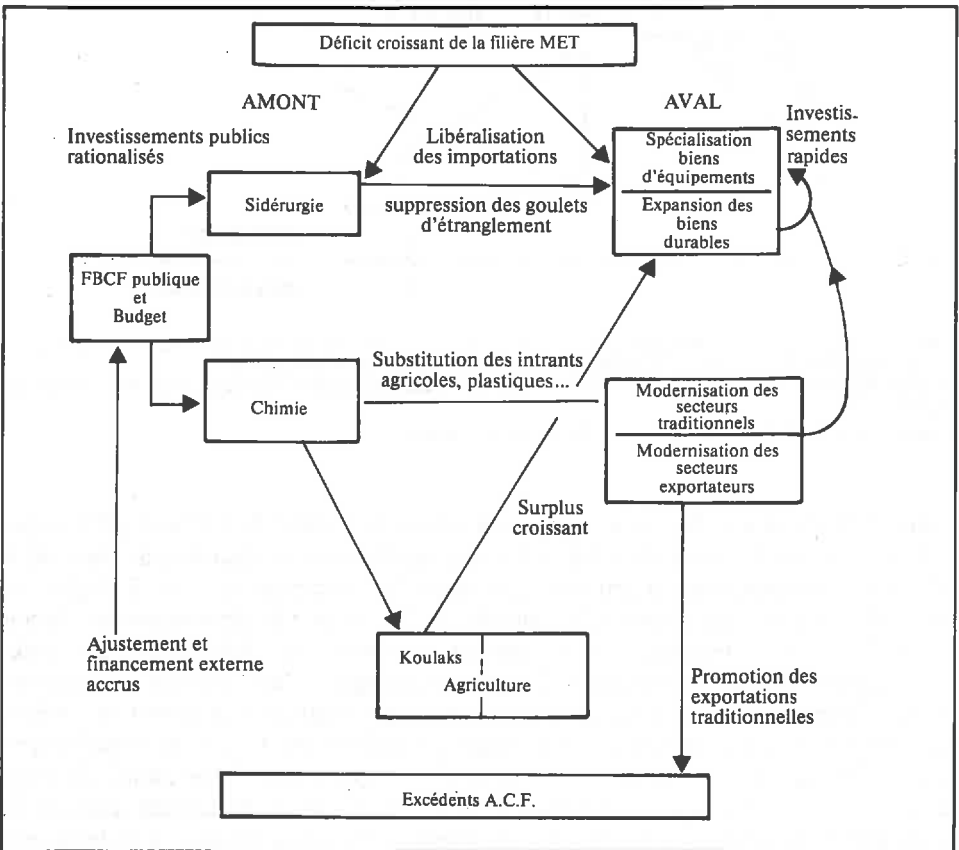 Déficit croissant de la filière MET
AMONT
AVAL
Investissements publics
rationalisés
Libéralisation
des importations
Spécialisation
biens
d'équipements
Investis-
sements
rapides
Sidérurgie
suppression des goulets
d'étranglement
Expansion des
biens
durables
FBCF publique
et
Budget
Substitution des intrants
agricoles, plastiques...
Chimie
Modernisation des
secteurs
traditionnels
Modernisation des
secteurs
exportateurs
Surplus
croissant
Ajustement et
financement externe
accrus
Koulaks
Agriculture
Promotion des
exportations
traditionnelles
Excédents A.C.F.